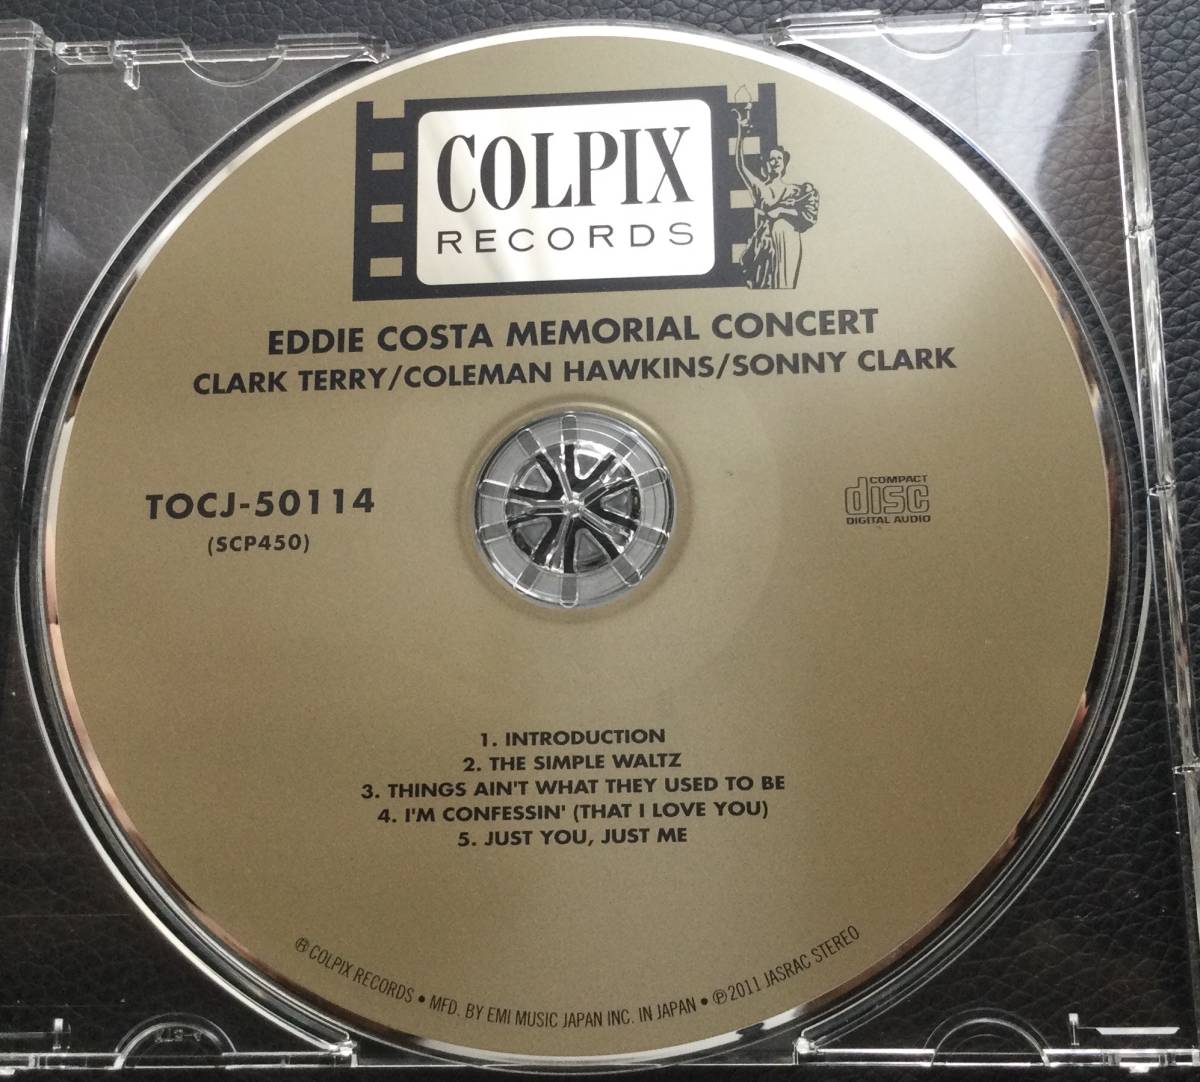 COLPIX
RECORDS
EDDIE COSTA MEMORIAL CONCERT
CLARK TERRY/COLEMAN HAWKINS/SONNY CLARK
TOCJ-50114
(SCP450)
COMPACT
disc
DIGITAL AUDIO
1. INTRODUCTION
2. THE SIMPLE WALTZ
3. THINGS AIN'T WHAT THEY USED TO BE
4. I'M CONFESSIN' (THAT I LOVE YOU)
5. JUST YOU, JUST ME
℗ COLPIX RECORDS • MFD. BY EMI MUSIC JAPAN INC. IN JAPAN • ℗2011 JASRAC STEREO